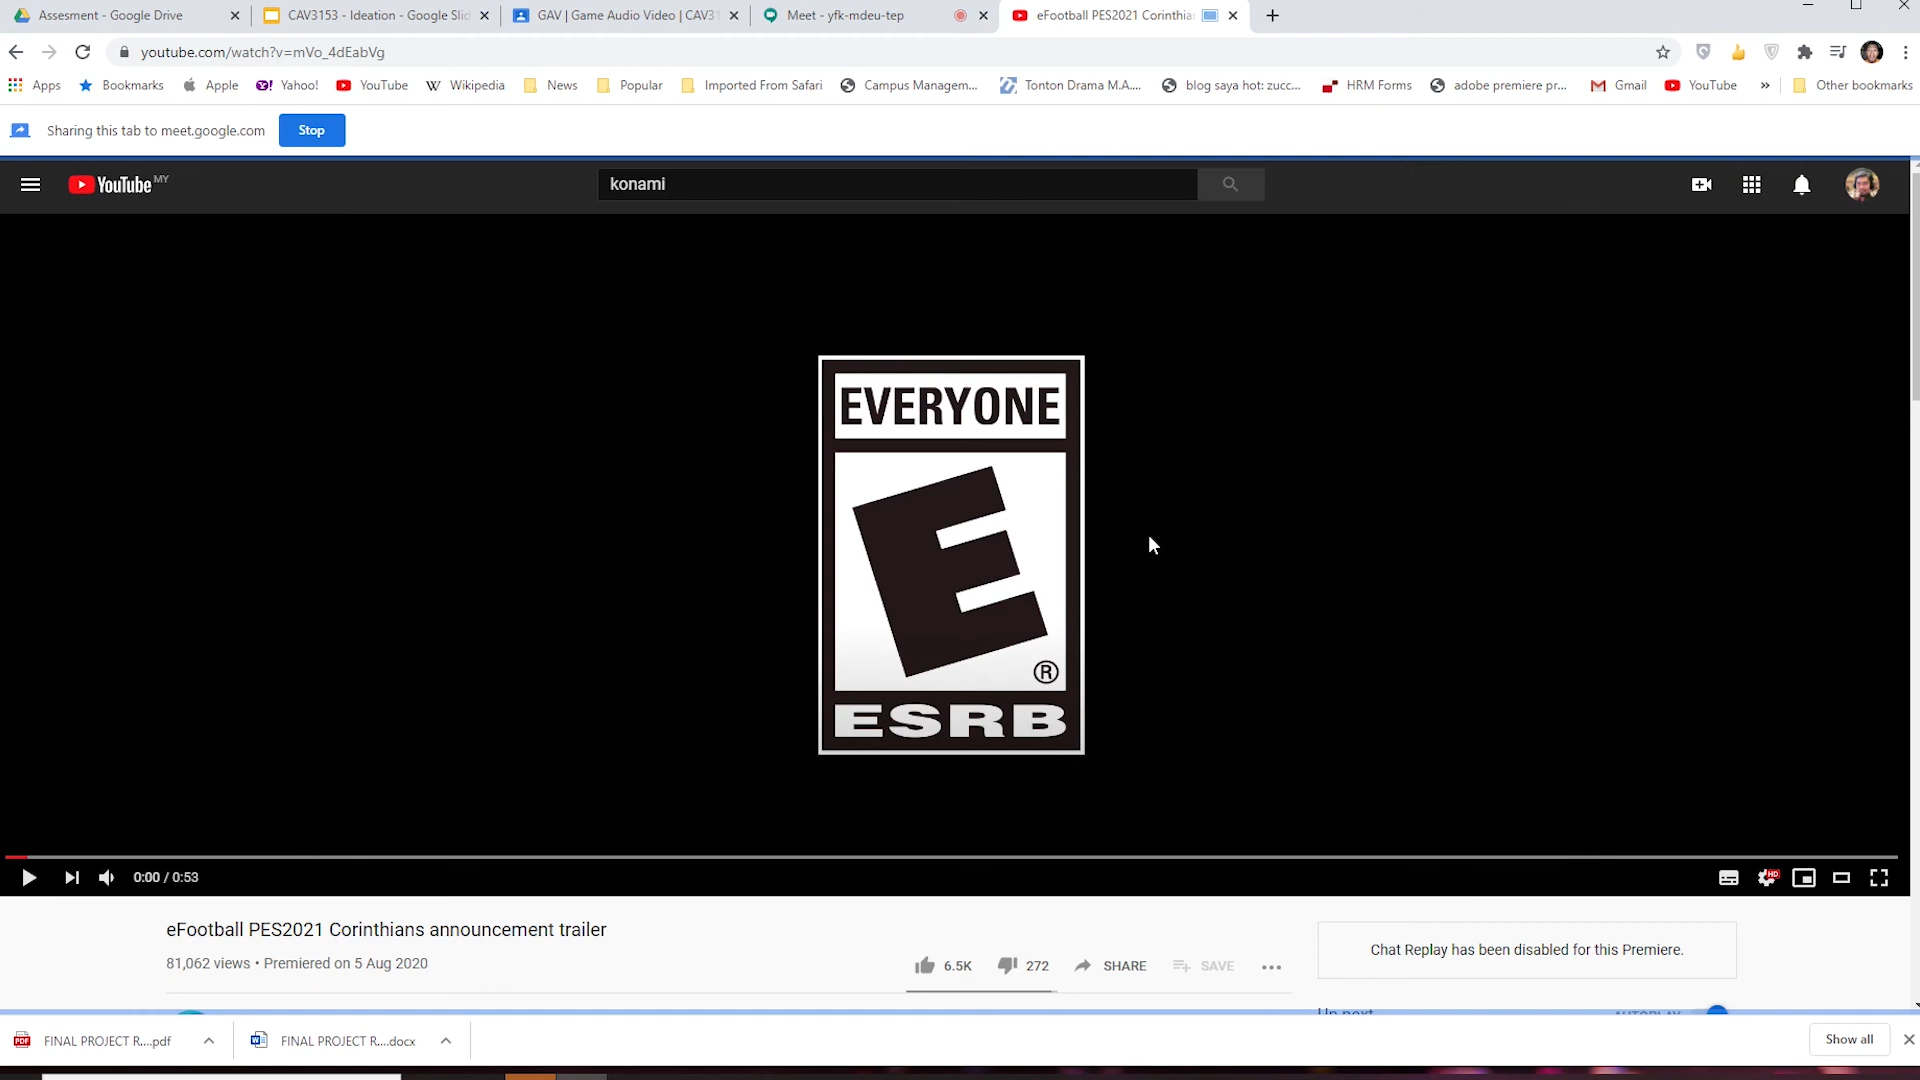 Assesment - Google Drive
CAV3153 - Ideation - Google Slid
GAV | Game Audio Video | CAV31
Meet - yfk-mdeu-tep
eFootball PES2021 Corinthia
youtube.com/watch?v=mVo_4dEabVg
Apps
Bookmarks
Apple
Yahoo!
YouTube
Wikipedia
News
Popular
Imported From Safari
Campus Managem...
Tonton Drama M.A....
blog saya hot: zucc...
HRM Forms
adobe premiere pr...
Gmail
YouTube
Other bookmarks
Sharing this tab to meet.google.com
Stop
YouTube MY
konami
EVERYONE
E
®
ESRB
0:00 / 0:53
HD
eFootball PES2021 Corinthians announcement trailer
81,062 views • Premiered on 5 Aug 2020
6.5K
272
SHARE
SAVE
Chat Replay has been disabled for this Premiere.
Up next
AUTOPLAY
FINAL PROJECT R....pdf
FINAL PROJECT R....docx
Show all